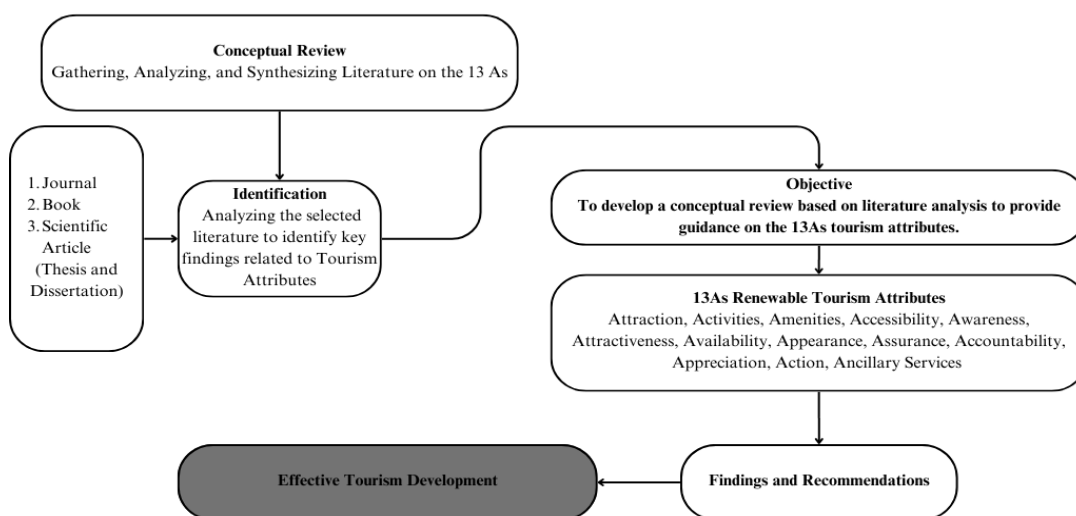 Conceptual Review
Gathering, Analyzing, and Synthesizing Literature on the 13 As
1. Journal
2. Book
3. Scientific
Article
(Thesis and
Dissertation)
Identification
Analyzing the
selected
literature to identify key
findings related to Tourism
Attributes
Objective
To develop a conceptual review based on literature analysis to provide
guidance on the 13As tourism attributes.
13As Renewable Tourism Attributes
Attraction, Activities, Amenities, Accessibility, Awareness,
Attractiveness, Availability, Appearance, Assurance, Accountability,
Appreciation, Action, Ancillary Services
Effective Tourism Development
Findings and Recommendations